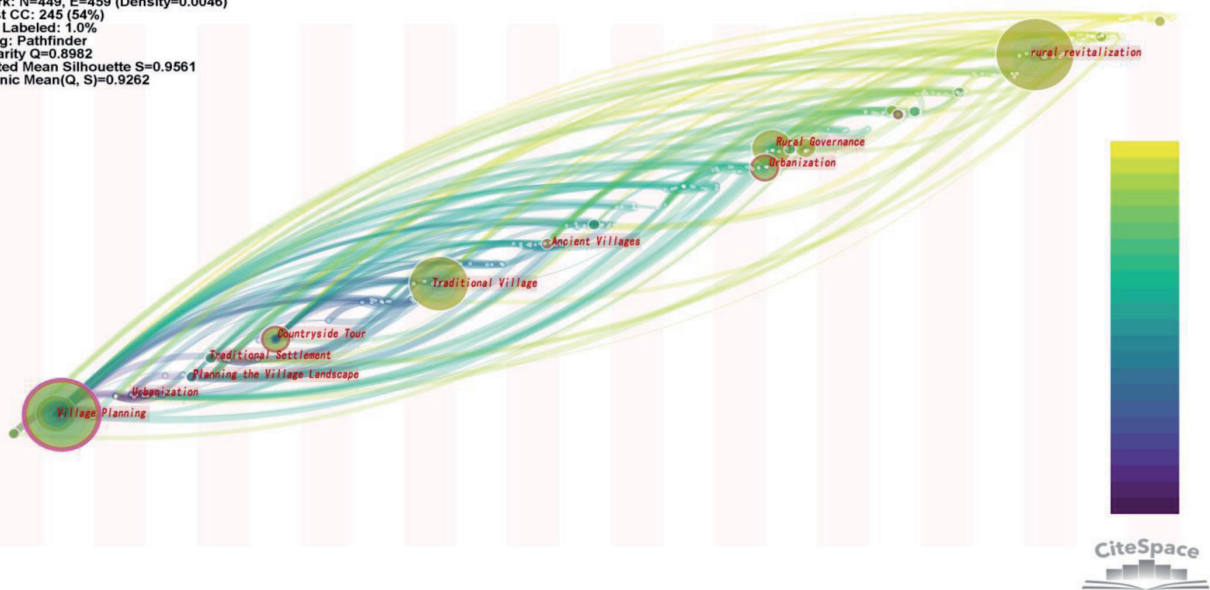 rk: N=449, E=459 (Density=0.0046)
st CC: 245 (54%)
Labeled: 1.0%
g: Pathfinder
arity Q=0.8982
ted Mean Silhouette S=0.9561
nic Mean(Q, S)=0.9262
rural revitalization
Rural Governance
Urbanization
Ancient Villages
Traditional Village
Countryside Tour
Traditional Settlement
Planning the Village Landscape
Urbanization
Village Planning
CiteSpace